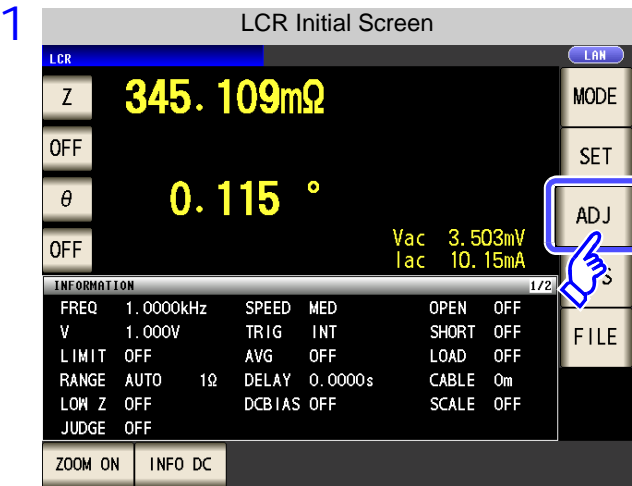 1
LCR Initial Screen
LCR
LAN
Z 345.109mΩ
MODE
OFF
SET
θ 0.115 °
ADJ
OFF
Vac 3.503mV
Iac 10.15mA
S
INFORMATION 1/2
FREQ 1.0000kHz SPEED MED OPEN OFF
V 1.000V TRIG INT SHORT OFF
FILE
LIMIT OFF AVG OFF LOAD OFF
RANGE AUTO 1Ω DELAY 0.0000s CABLE 0m
LOW Z OFF DCBIAS OFF SCALE OFF
JUDGE OFF
ZOOM ON INFO DC